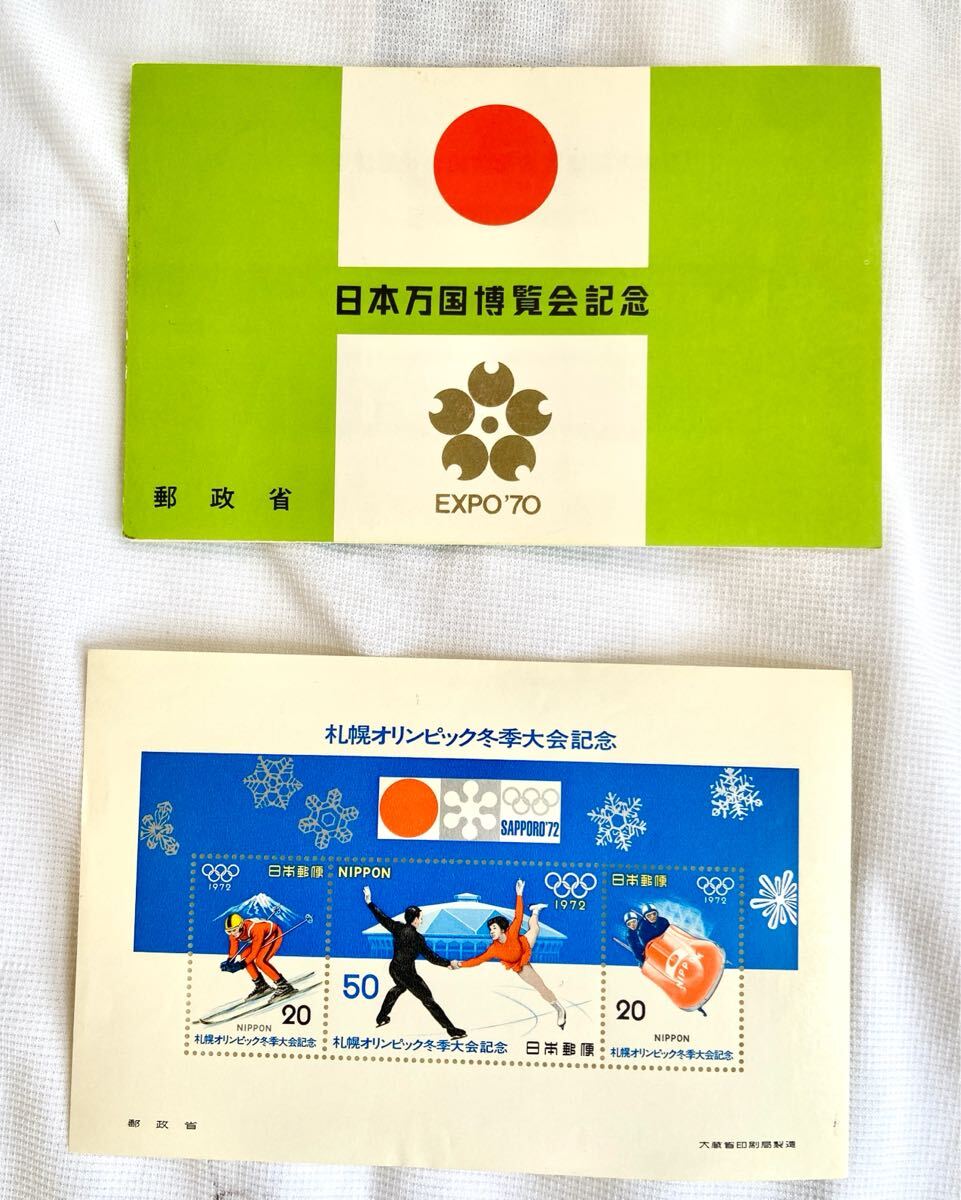 日本万国博覧会記念
EXPO'70
郵政省
札幌オリンピック冬季大会記念
SAPPORO'72
1972
日本郵便
NIPPON 20
札幌オリンピック冬季大会記念
NIPPON
1972
50
札幌オリンピック冬季大会記念 日本郵便
日本郵便
1972
NIPPON
20
NIPPON
札幌オリンピック冬季大会記念
郵政省
大蔵省印刷局製造